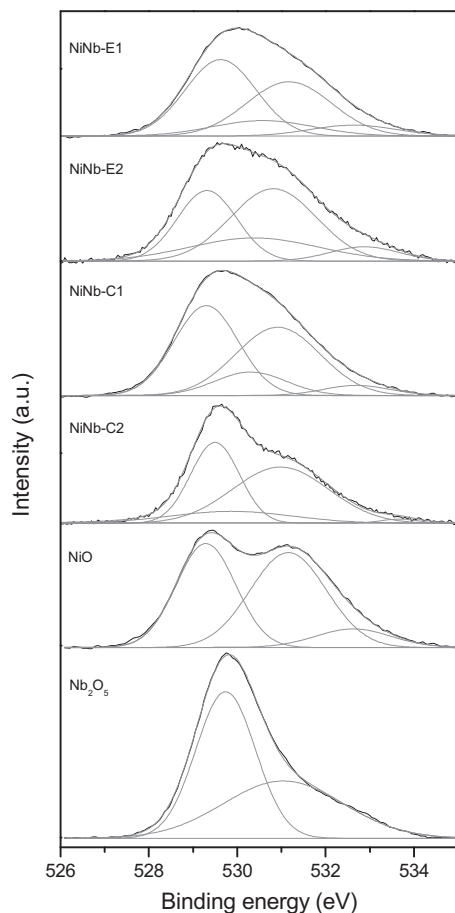 NiNb-E1
NiNb-E2
NiNb-C1
NiNb-C2
NiO
Nb₂O₅
Intensity (a.u.)
526 528 530 532 534
Binding energy (eV)